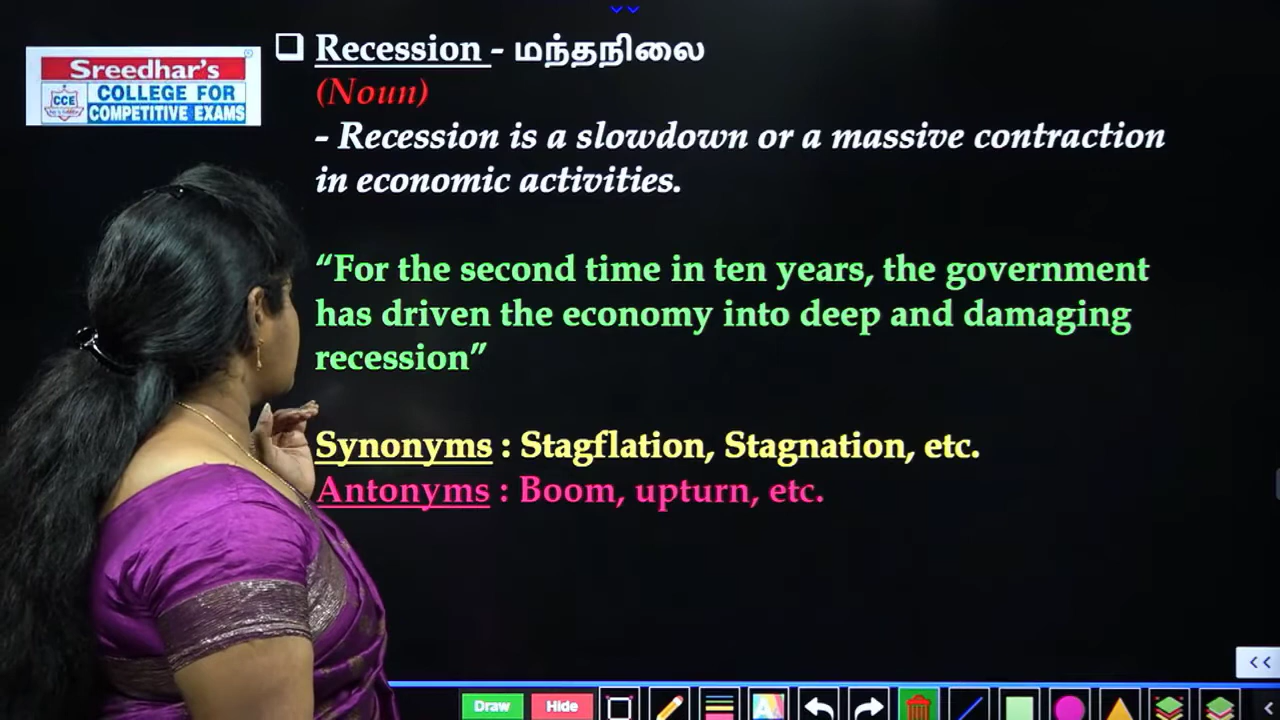 Sreedhar's
CCE
COLLEGE FOR
COMPETITIVE EXAMS
Recession - மந்தநிலை
(Noun)
- Recession is a slowdown or a massive contraction
in economic activities.
“For the second time in ten years, the government
has driven the economy into deep and damaging
recession”
Synonyms : Stagflation, Stagnation, etc.
Antonyms : Boom, upturn, etc.
Draw Hide